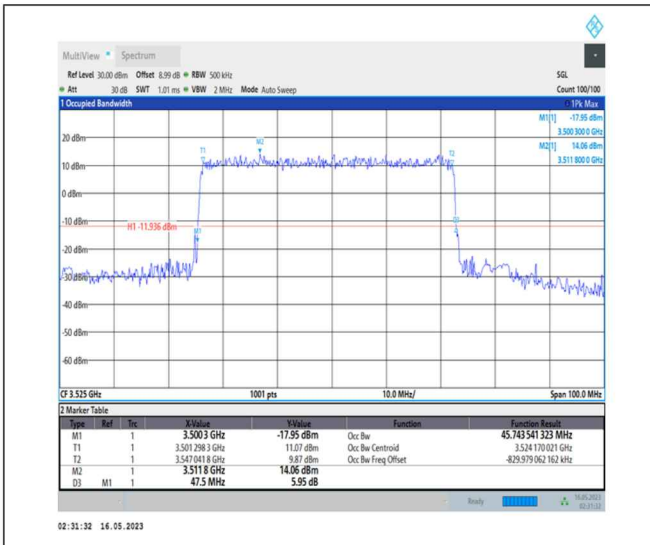 MultiView Spectrum
Ref Level 30.00 dBm Offset 8.99 dB RBW 500 kHz SGL
Att 30 dB SWT 1.01 ms VBW 2 MHz Mode Auto Sweep Count 100/100
1 Occupied Bandwidth 1Pk Max
M1[1] -17.95 dBm
3.500 300 0 GHz
M2[1] 14.06 dBm
3.511 800 0 GHz
20 dBm
T1 M2 T2
10 dBm
0 dBm
-10 dBm
H1 -11.936 dBm M1
-20 dBm
-30 dBm
-40 dBm
-50 dBm
-60 dBm
CF 3.525 GHz 1001 pts 10.0 MHz/ Span 100.0 MHz
2 Marker Table
Type Ref Trc X-Value Y-Value Function Function Result
M1 1 3.500 3 GHz -17.95 dBm Occ Bw 45.743 541 323 MHz
T1 1 3.501 298 3 GHz 11.07 dBm Occ Bw Centroid 3.524 170 021 GHz
T2 1 3.547 041 8 GHz 9.87 dBm Occ Bw Freq Offset -829.979 062 162 kHz
M2 1 3.511 8 GHz 14.06 dBm
D3 M1 1 47.5 MHz 5.95 dB
Ready 16.05.2023
02:31:32
02:31:32 16.05.2023